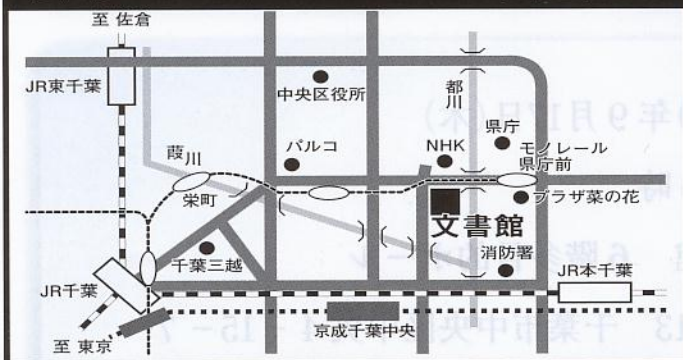 至 佐倉
JR東千葉
中央区役所
都川
県庁
葭川
パルコ
NHK
モノレール
県庁前
栄町
プラザ菜の花
文書館
千葉三越
消防署
JR千葉
JR本千葉
至 東京
京成千葉中央